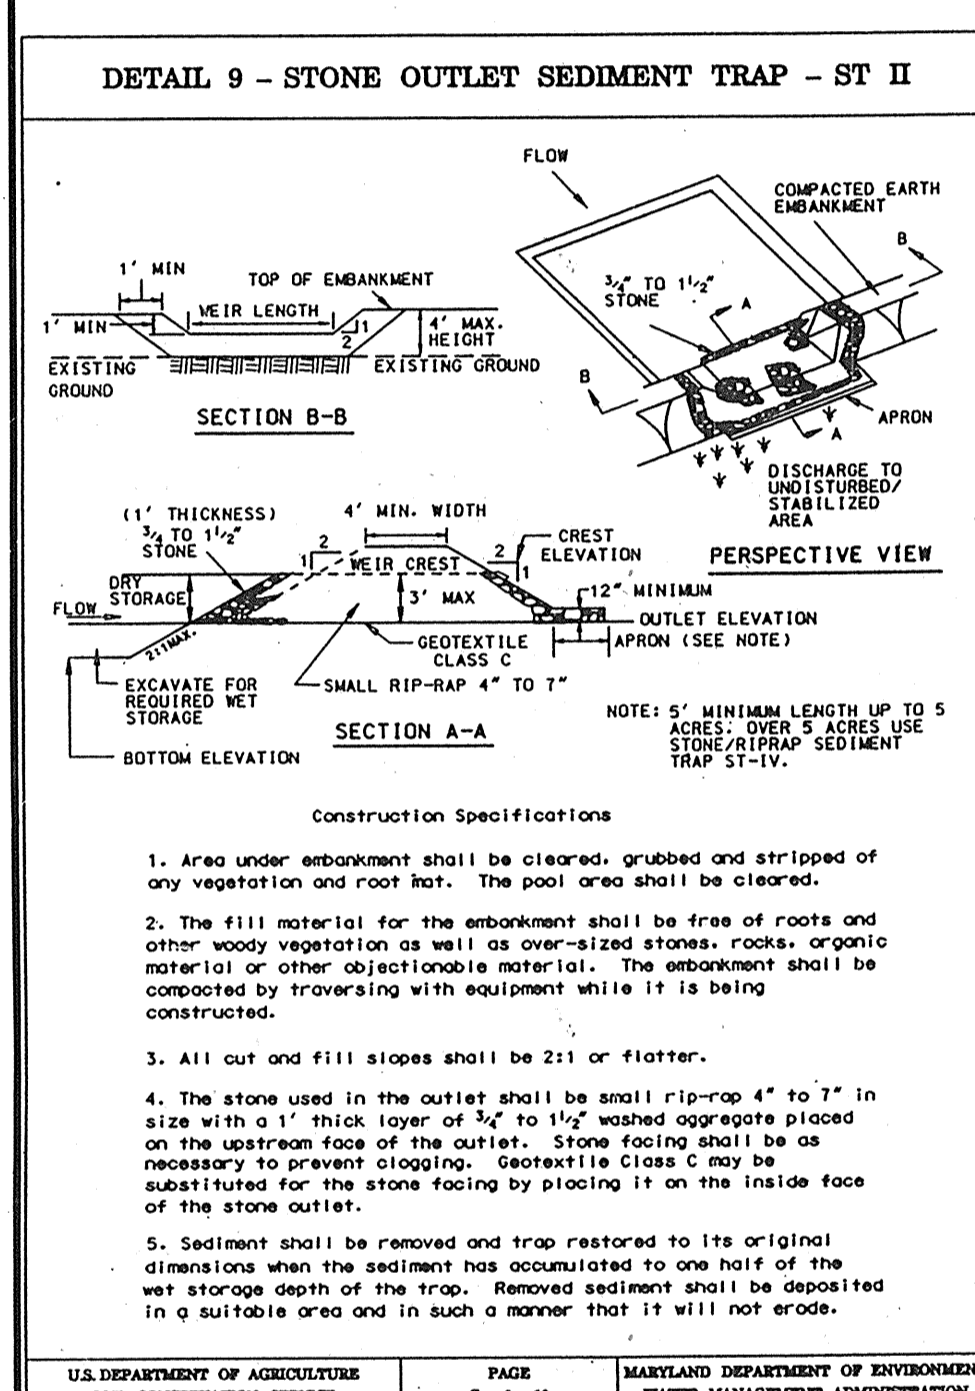 DETAIL 9 - STONE OUTLET SEDIMENT TRAP - ST II
FLOW
COMPACTED EARTH
EMBANKMENT
B
3/4" TO 1 1/2"
STONE
A
B
APRON
A
DISCHARGE TO
UNDISTURBED/
STABILIZED
AREA
PERSPECTIVE VIEW
1' MIN
TOP OF EMBANKMENT
WEIR LENGTH
1' MIN
1
2
4' MAX.
HEIGHT
EXISTING
GROUND
EXISTING GROUND
SECTION B-B
(1' THICKNESS)
3/4 TO 1 1/2"
STONE
4' MIN. WIDTH
2
1
WEIR CREST
2
1
CREST
ELEVATION
DRY
STORAGE
3' MAX
12" MINIMUM
FLOW
OUTLET ELEVATION
2:1 MAX.
GEOTEXTILE
CLASS C
APRON (SEE NOTE)
EXCAVATE FOR
REQUIRED WET
STORAGE
SMALL RIP-RAP 4" TO 7"
SECTION A-A
BOTTOM ELEVATION
NOTE: 5' MINIMUM LENGTH UP TO 5
ACRES. OVER 5 ACRES USE
STONE/RIPRAP SEDIMENT
TRAP ST-IV.
Construction Specifications
1. Area under embankment shall be cleared, grubbed and stripped of
any vegetation and root mat. The pool area shall be cleared.
2. The fill material for the embankment shall be free of roots and
other woody vegetation as well as over-sized stones, rocks, organic
material or other objectionable material. The embankment shall be
compacted by traversing with equipment while it is being
constructed.
3. All cut and fill slopes shall be 2:1 or flatter.
4. The stone used in the outlet shall be small rip-rap 4" to 7" in
size with a 1' thick layer of 3/4" to 1 1/2" washed aggregate placed
on the upstream face of the outlet. Stone facing shall be as
necessary to prevent clogging. Geotextile Class C may be
substituted for the stone facing by placing it on the inside face
of the stone outlet.
5. Sediment shall be removed and trap restored to its original
dimensions when the sediment has accumulated to one half of the
wet storage depth of the trap. Removed sediment shall be deposited
in a suitable area and in such a manner that it will not erode.
U.S. DEPARTMENT OF AGRICULTURE
PAGE
MARYLAND DEPARTMENT OF ENVIRONMEN